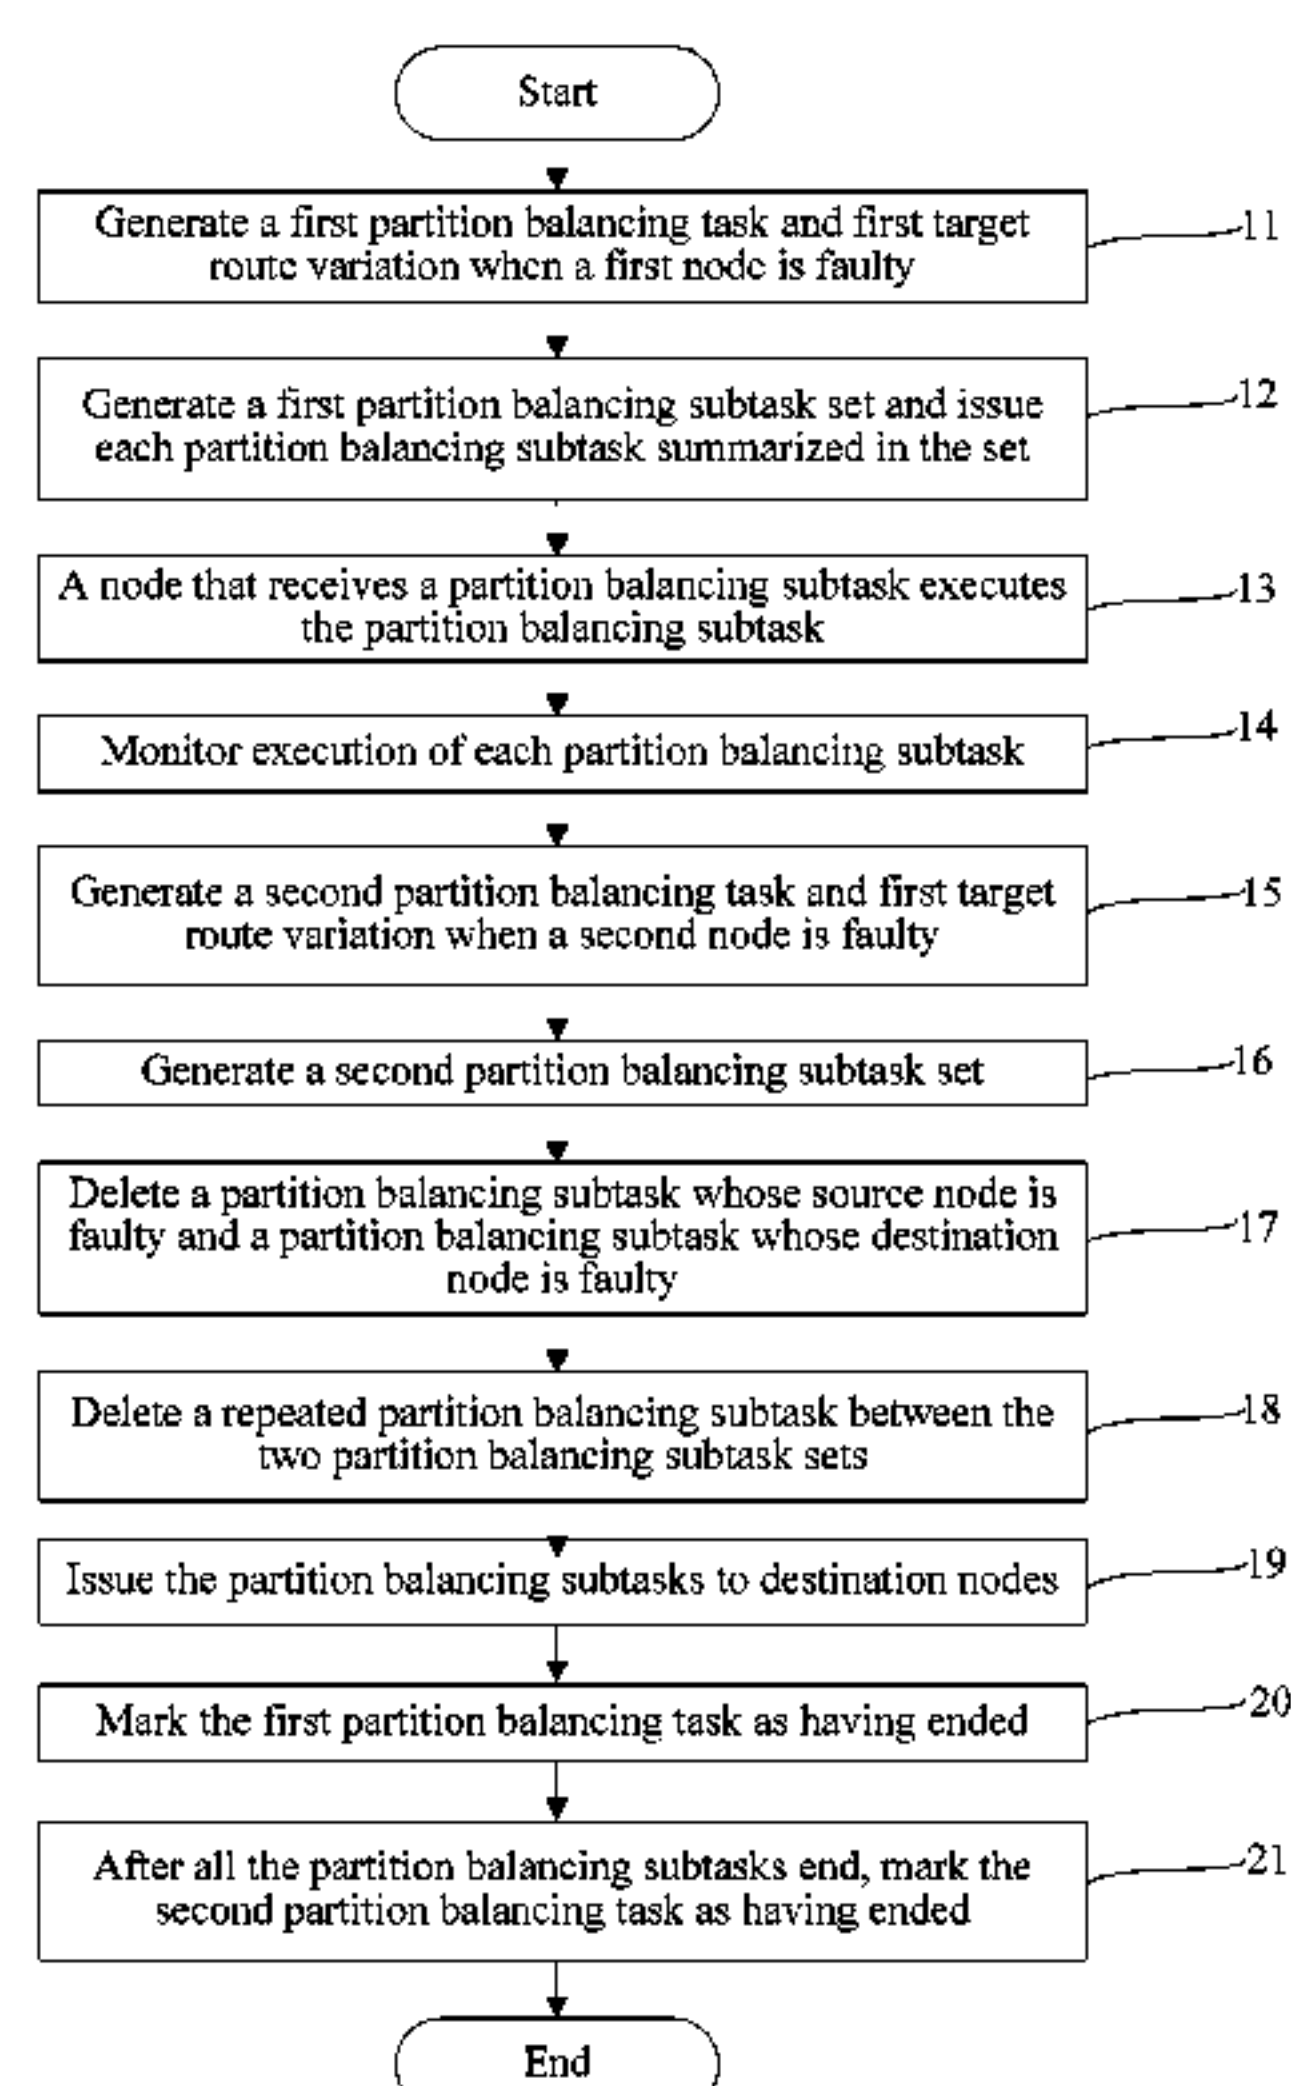 Start
Generate a first partition balancing task and first target
route variation when a first node is faulty
11
Generate a first partition balancing subtask set and issue
each partition balancing subtask summarized in the set
12
A node that receives a partition balancing subtask executes
the partition balancing subtask
13
Monitor execution of each partition balancing subtask
14
Generate a second partition balancing task and first target
route variation when a second node is faulty
15
Generate a second partition balancing subtask set
16
Delete a partition balancing subtask whose source node is
faulty and a partition balancing subtask whose destination
node is faulty
17
Delete a repeated partition balancing subtask between the
two partition balancing subtask sets
18
Issue the partition balancing subtasks to destination nodes
19
Mark the first partition balancing task as having ended
20
After all the partition balancing subtasks end, mark the
second partition balancing task as having ended
21
End